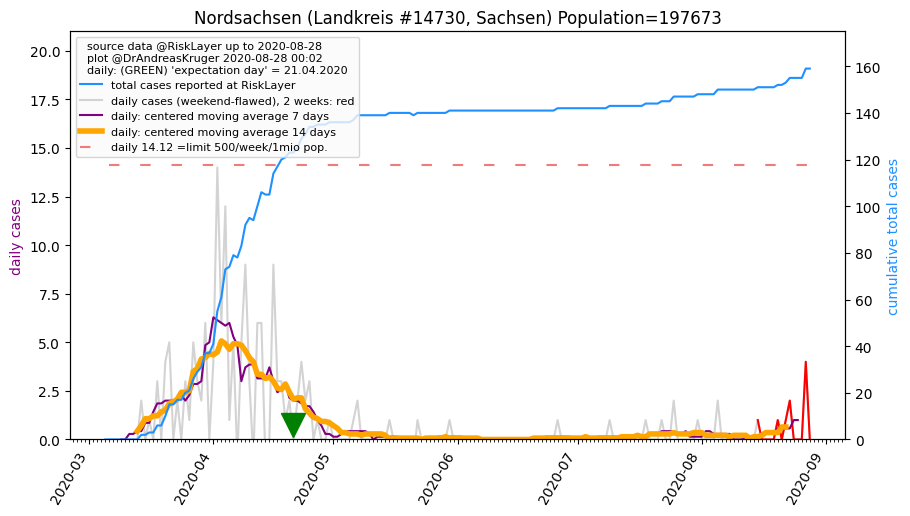 Nordsachsen (Landkreis #14730, Sachsen) Population=197673
source data @RiskLayer up to 2020-08-28
plot @DrAndreasKruger 2020-08-28 00:02
daily: (GREEN) 'expectation day' = 21.04.2020
total cases reported at RiskLayer
daily cases (weekend-flawed), 2 weeks: red
daily: centered moving average 7 days
daily: centered moving average 14 days
daily 14.12 =limit 500/week/1mio pop.
daily cases
20.0
17.5
15.0
12.5
10.0
7.5
5.0
2.5
0.0
cumulative total cases
160
140
120
100
80
60
40
20
0
2020-03
2020-04
2020-05
2020-06
2020-07
2020-08
2020-09